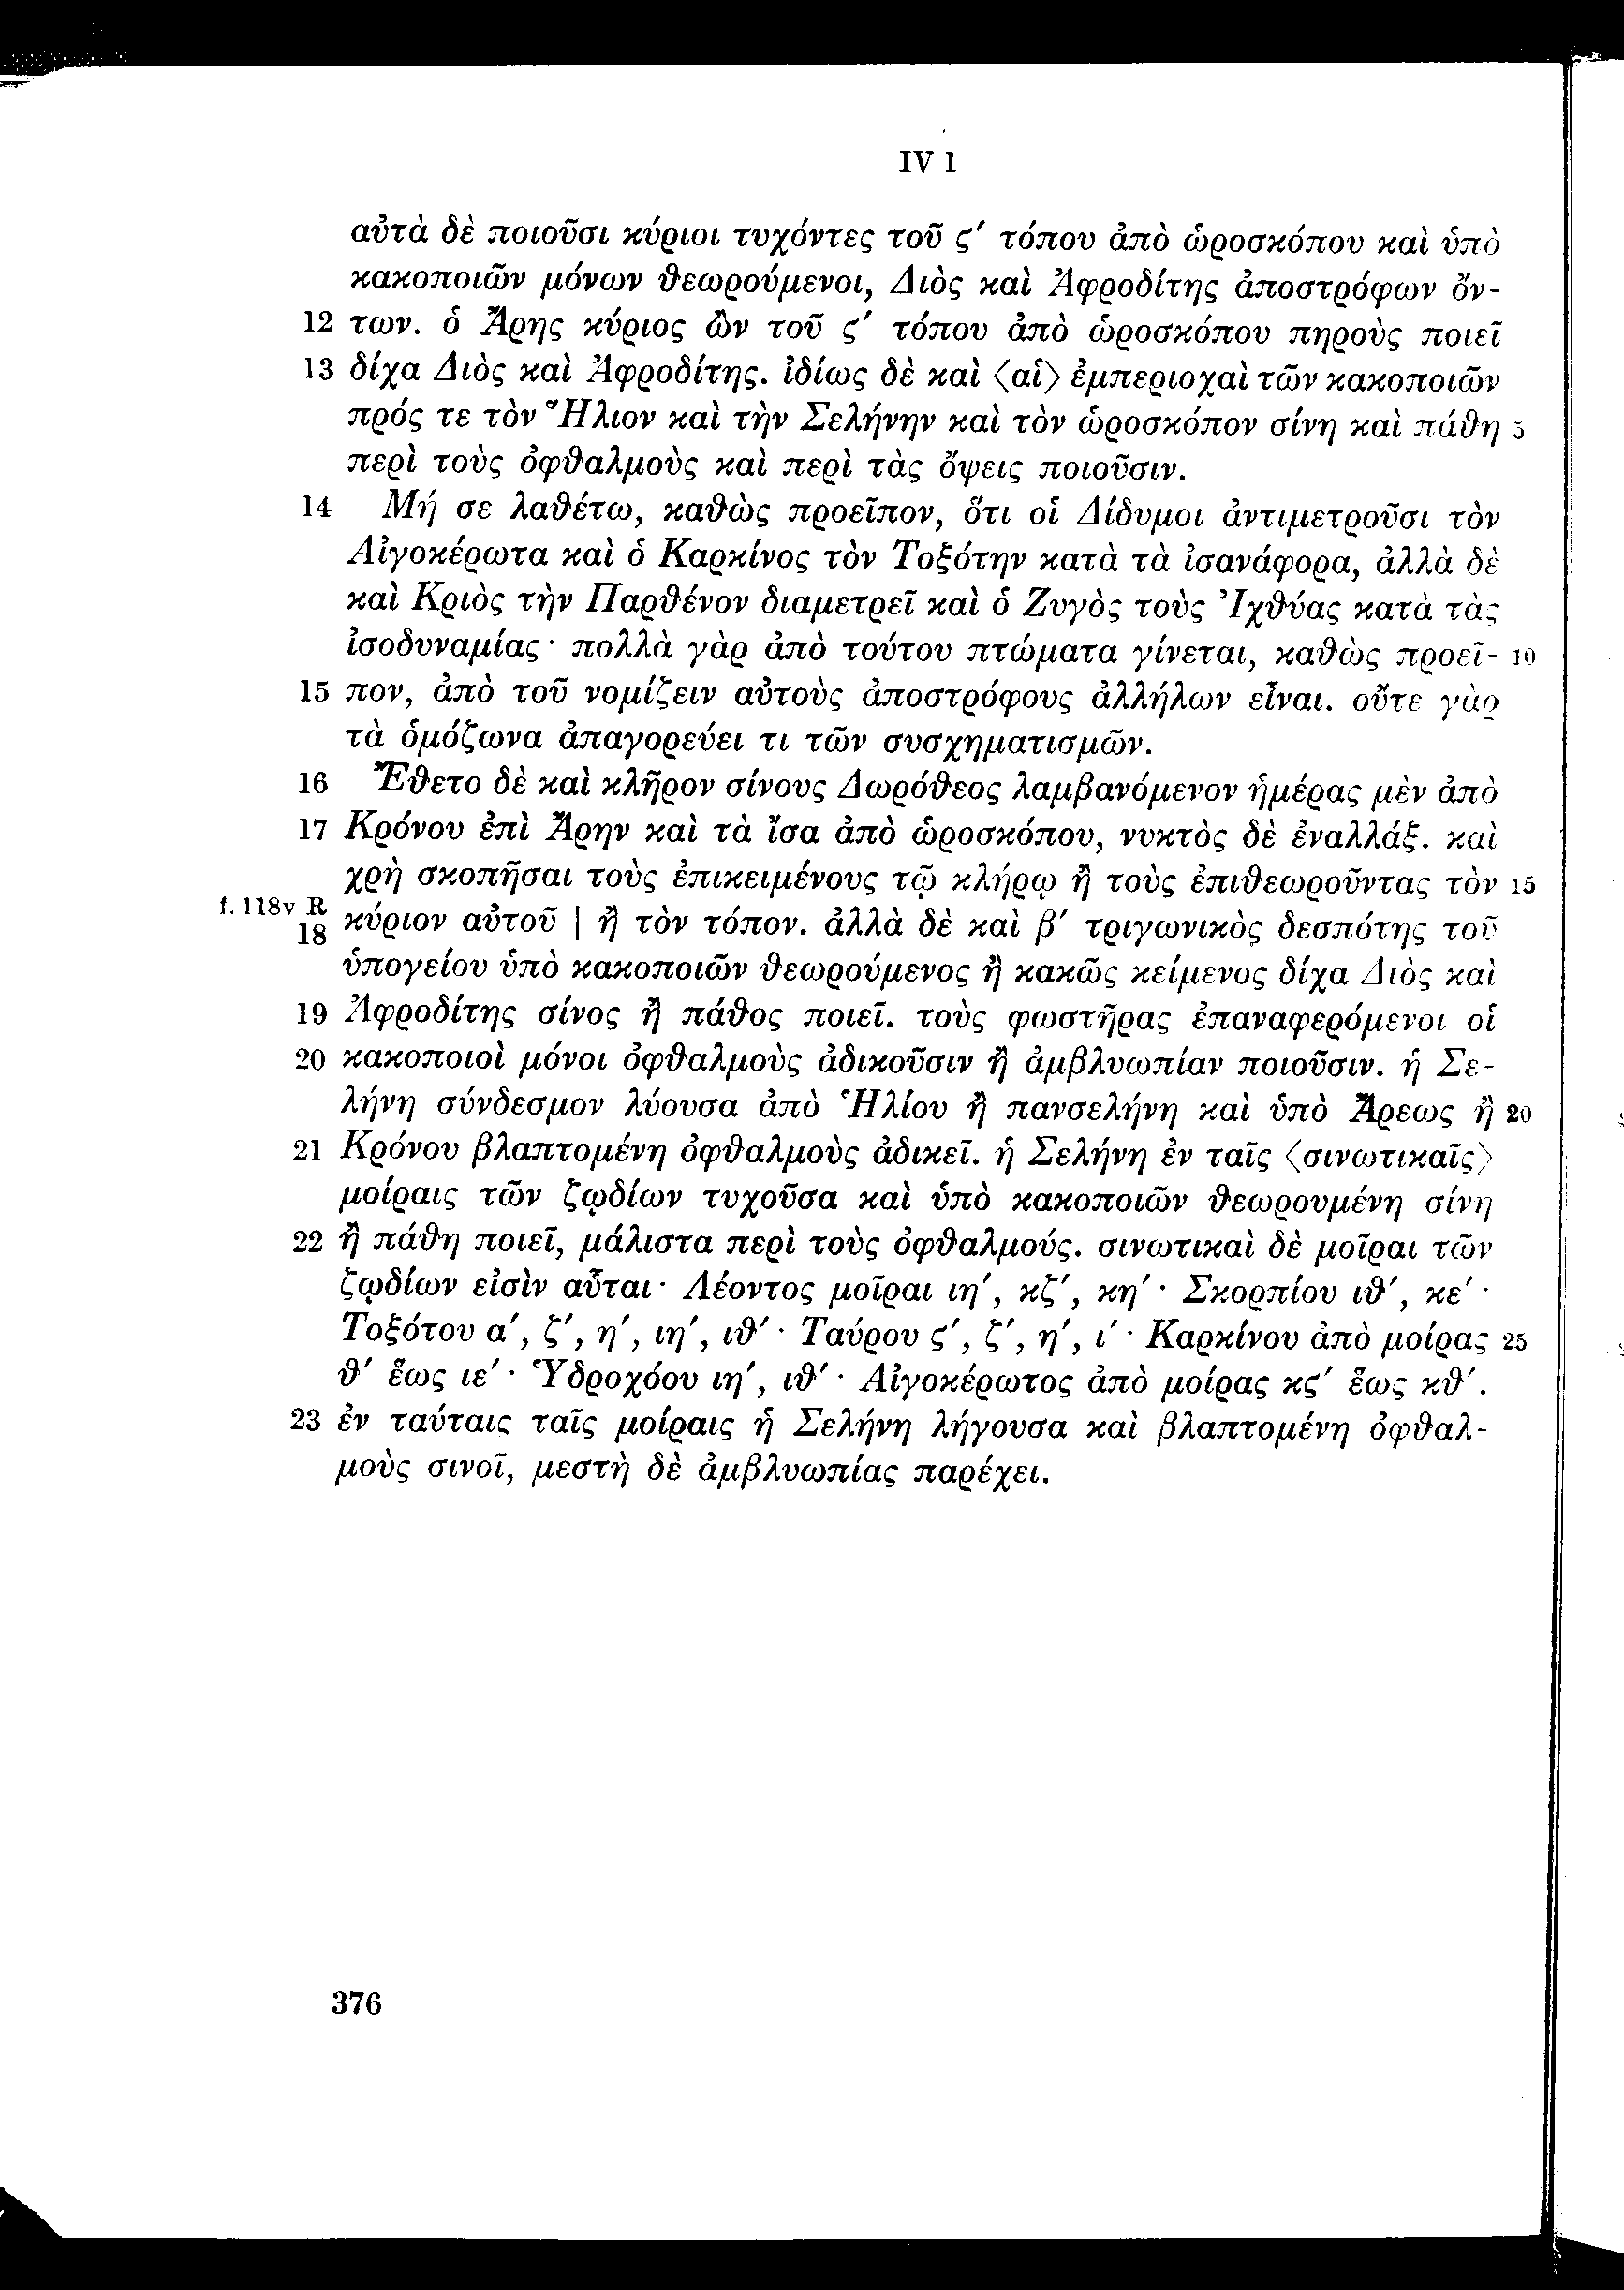 IV 1
αὐτὰ δὲ ποιοῦσι κύριοι τυχόντες τοῦ ϛ′ τόπου ἀπὸ ὡροσκόπου καὶ ὑπὸ
κακοποιῶν μόνων θεωρούμενοι, Διὸς καὶ Ἀφροδίτης ἀποστρόφων ὄν-
12 των. ὁ Ἄρης κύριος ὢν τοῦ ϛ′ τόπου ἀπὸ ὡροσκόπου πηροὺς ποιεῖ
13 δίχα Διὸς καὶ Ἀφροδίτης. ἰδίως δὲ καὶ ⟨αἱ⟩ ἐμπεριοχαὶ τῶν κακοποιῶν
πρός τε τὸν Ἥλιον καὶ τὴν Σελήνην καὶ τὸν ὡροσκόπον σίνη καὶ πάθη 5
περὶ τοὺς ὀφθαλμοὺς καὶ περὶ τὰς ὄψεις ποιοῦσιν.
14 Μή σε λαθέτω, καθὼς προεῖπον, ὅτι οἱ Δίδυμοι ἀντιμετροῦσι τὸν
Αἰγοκέρωτα καὶ ὁ Καρκίνος τὸν Τοξότην κατὰ τὰ ἰσανάφορα, ἀλλὰ δὲ
καὶ Κριὸς τὴν Παρθένον διαμετρεῖ καὶ ὁ Ζυγὸς τοὺς Ἰχθύας κατὰ τὰς
ἰσοδυναμίας· πολλὰ γὰρ ἀπὸ τούτου πτώματα γίνεται, καθὼς προεῖ- 10
15 πον, ἀπὸ τοῦ νομίζειν αὐτοὺς ἀποστρόφους ἀλλήλων εἶναι. οὔτε γὰρ
τὰ ὁμόζωνα ἀπαγορεύει τι τῶν συσχηματισμῶν.
16 Ἔθετο δὲ καὶ κλῆρον σίνους Δωρόθεος λαμβανόμενον ἡμέρας μὲν ἀπὸ
17 Κρόνου ἐπὶ Ἄρην καὶ τὰ ἴσα ἀπὸ ὡροσκόπου, νυκτὸς δὲ ἐναλλάξ. καὶ
χρὴ σκοπῆσαι τοὺς ἐπικειμένους τῷ κλήρῳ ἢ τοὺς ἐπιθεωροῦντας τὸν 15
f. 118v R
18 κύριον αὐτοῦ | ἢ τὸν τόπον. ἀλλὰ δὲ καὶ β′ τριγωνικὸς δεσπότης τοῦ
ὑπογείου ὑπὸ κακοποιῶν θεωρούμενος ἢ κακῶς κείμενος δίχα Διὸς καὶ
19 Ἀφροδίτης σίνος ἢ πάθος ποιεῖ. τοὺς φωστῆρας ἐπαναφερόμενοι οἱ
20 κακοποιοὶ μόνοι ὀφθαλμοὺς ἀδικοῦσιν ἢ ἀμβλυωπίαν ποιοῦσιν. ἡ Σε-
λήνη σύνδεσμον λύουσα ἀπὸ Ἡλίου ἢ πανσελήνη καὶ ὑπὸ Ἄρεως ἢ 20
21 Κρόνου βλαπτομένη ὀφθαλμοὺς ἀδικεῖ. ἡ Σελήνη ἐν ταῖς ⟨σινωτικαῖς⟩
μοίραις τῶν ζῳδίων τυχοῦσα καὶ ὑπὸ κακοποιῶν θεωρουμένη σίνη
22 ἢ πάθη ποιεῖ, μάλιστα περὶ τοὺς ὀφθαλμούς. σινωτικαὶ δὲ μοῖραι τῶν
ζῳδίων εἰσὶν αὗται· Λέοντος μοῖραι ιη′, κζ′, κη′· Σκορπίου ιθ′, κε′·
Τοξότου α′, ζ′, η′, ιη′, ιθ′· Ταύρου ϛ′, ζ′, η′, ι′· Καρκίνου ἀπὸ μοίρας 25
θ′ ἕως ιε′· Ὑδροχόου ιη′, ιθ′· Αἰγοκέρωτος ἀπὸ μοίρας κϛ′ ἕως κθ′.
23 ἐν ταύταις ταῖς μοίραις ἡ Σελήνη λήγουσα καὶ βλαπτομένη ὀφθαλ-
μοὺς σινοῖ, μεστὴ δὲ ἀμβλυωπίας παρέχει.
376